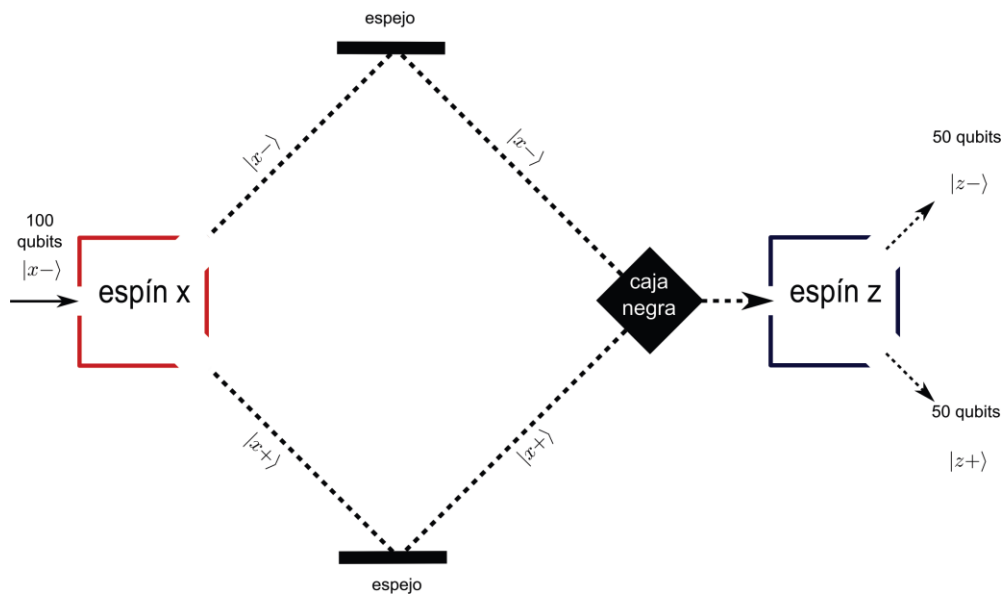 espejo
|x−⟩
|x−⟩
50 qubits
|z−⟩
100
qubits
|x−⟩
espín x
caja
negra
espín z
50 qubits
|z+⟩
|x+⟩
|x+⟩
espejo